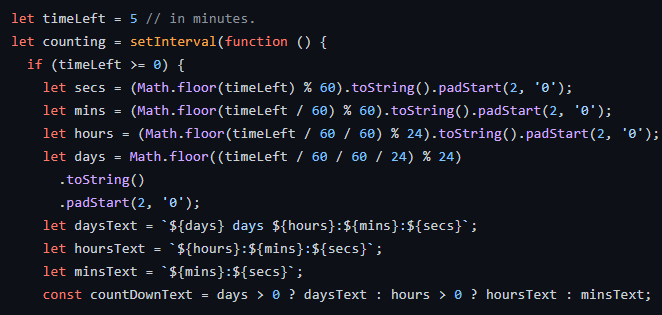 let timeLeft = 5 // in minutes.
let counting = setInterval(function () {
  if (timeLeft >= 0) {
    let secs = (Math.floor(timeLeft) % 60).toString().padStart(2, '0');
    let mins = (Math.floor(timeLeft / 60) % 60).toString().padStart(2, '0');
    let hours = (Math.floor(timeLeft / 60 / 60) % 24).toString().padStart(2, '0');
    let days = Math.floor((timeLeft / 60 / 60 / 24) % 24)
      .toString()
      .padStart(2, '0');
    let daysText = `${days} days ${hours}:${mins}:${secs}`;
    let hoursText = `${hours}:${mins}:${secs}`;
    let minsText = `${mins}:${secs}`;
    const countDownText = days > 0 ? daysText : hours > 0 ? hoursText : minsText;